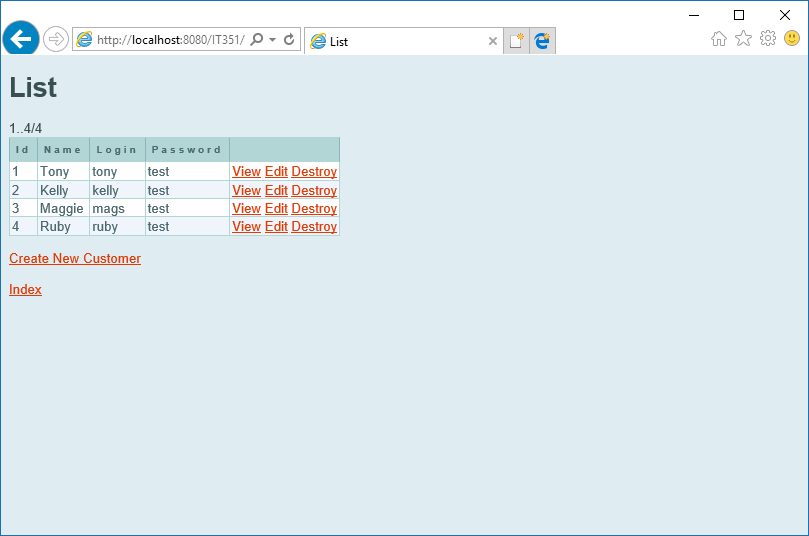 http://localhost:8080/IT351/
List
List
1..4/4
Id Name Login Password
1 Tony tony test View Edit Destroy
2 Kelly kelly test View Edit Destroy
3 Maggie mags test View Edit Destroy
4 Ruby ruby test View Edit Destroy
Create New Customer
Index